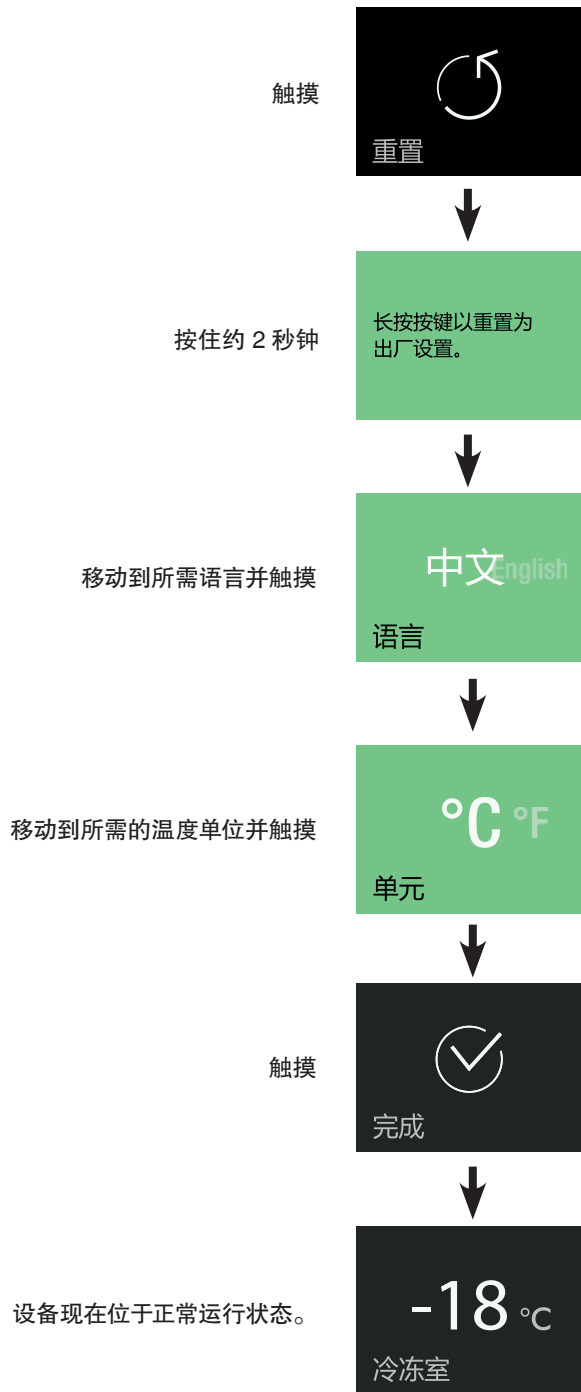 触摸
重置
按住约 2 秒钟
长按按键以重置为
出厂设置。
移动到所需语言并触摸
中文 English
语言
移动到所需的温度单位并触摸
°C °F
单元
触摸
完成
设备现在位于正常运行状态。
-18 °C
冷冻室